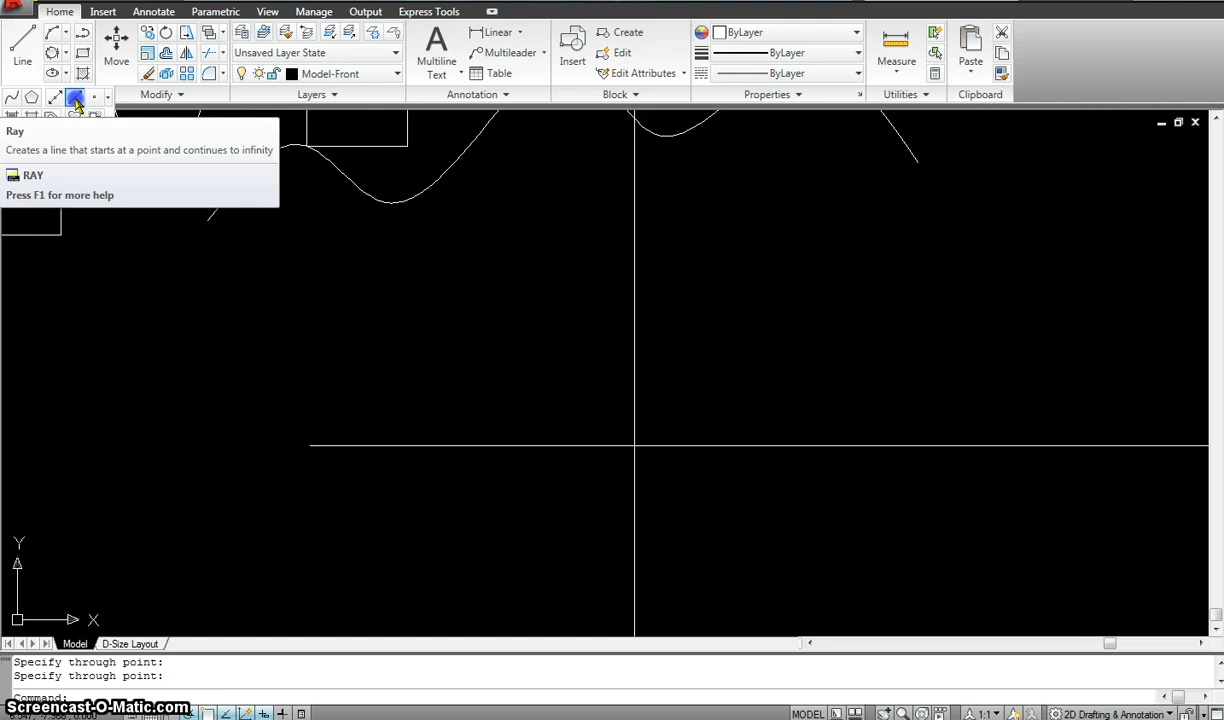 Home Insert Annotate Parametric View Manage Output Express Tools
Line
Move
Modify
Unsaved Layer State
Model-Front
Layers
A
Multiline
Text
Linear
Multileader
Table
Annotation
Insert
Create
Edit
Edit Attributes
Block
ByLayer
ByLayer
ByLayer
Properties
Measure
Utilities
Paste
Clipboard
Ray
Creates a line that starts at a point and continues to infinity
RAY
Press F1 for more help
Y
X
Model D-Size Layout
Specify through point:
Specify through point:
Command:
Screencast-O-Matic.com
MODEL 1:1 2D Drafting & Annotation